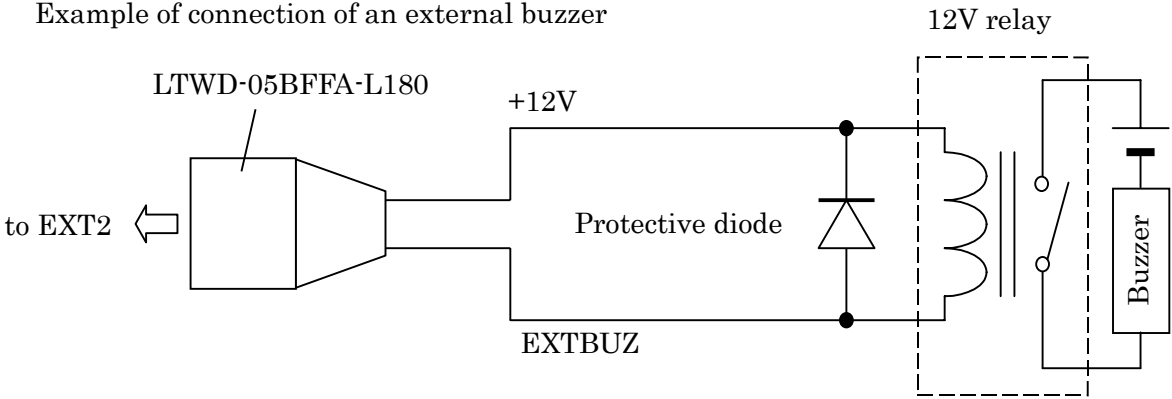 Example of connection of an external buzzer
12V relay
LTWD-05BFFA-L180
+12V
to EXT2
Protective diode
Buzzer
EXTBUZ